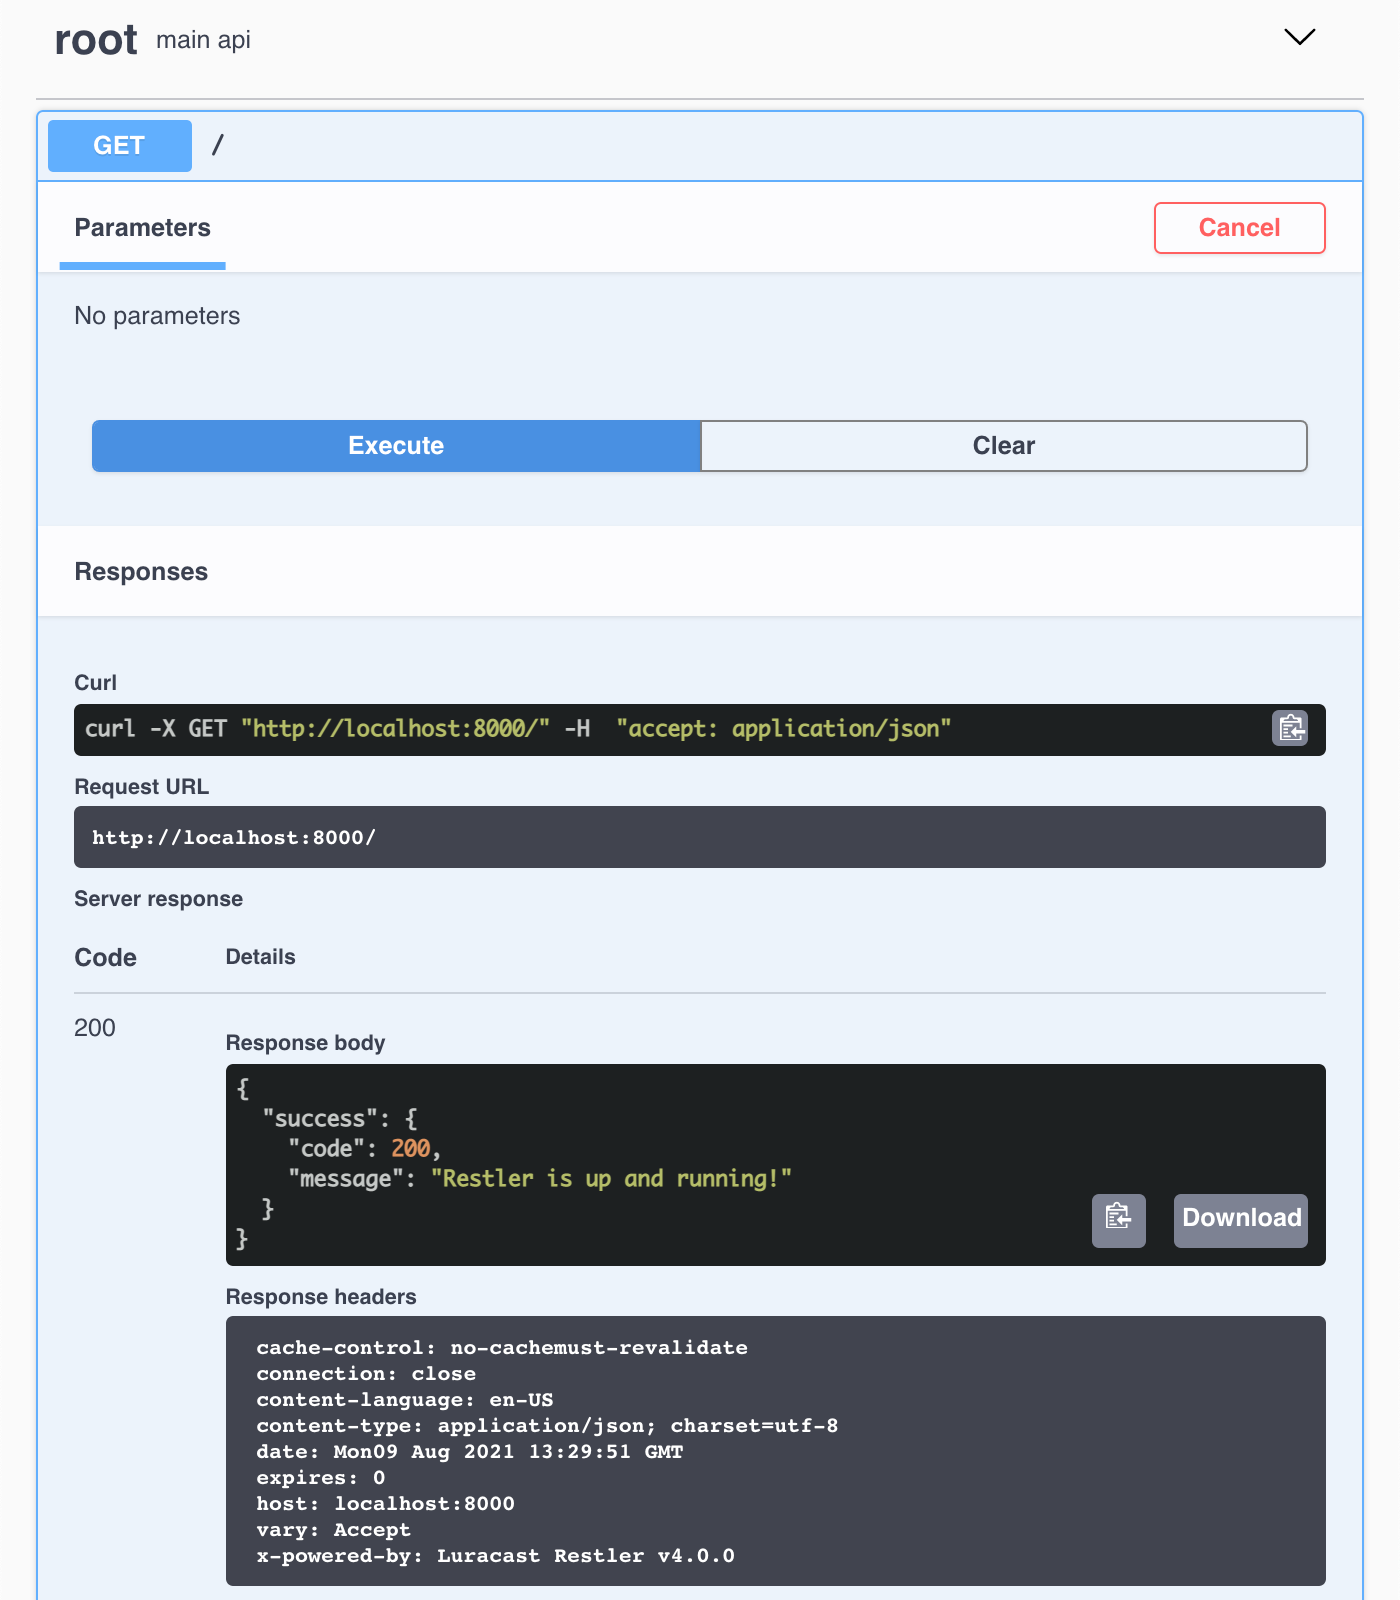 root main api
GET /
Parameters Cancel
No parameters
Execute Clear
Responses
Curl
curl -X GET "http://localhost:8000/" -H  "accept: application/json"
Request URL
http://localhost:8000/
Server response
Code Details
200
Response body
{
  "success": {
    "code": 200,
    "message": "Restler is up and running!"
  }
}
Download
Response headers
cache-control: no-cachemust-revalidate
connection: close
content-language: en-US
content-type: application/json; charset=utf-8
date: Mon09 Aug 2021 13:29:51 GMT
expires: 0
host: localhost:8000
vary: Accept
x-powered-by: Luracast Restler v4.0.0